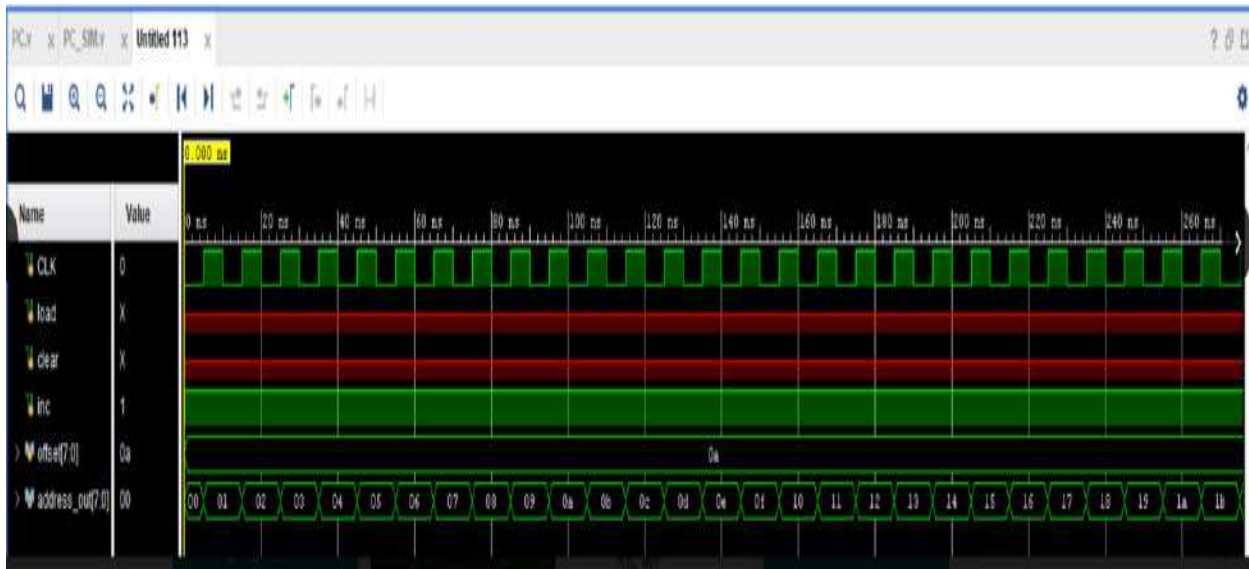 PC.v x PC_SIM.v x Untitled 113 x
0.000 ns
Name Value
0 ns 20 ns 40 ns 60 ns 80 ns 100 ns 120 ns 140 ns 160 ns 180 ns 200 ns 220 ns 240 ns 260 ns
CLK 0
load X
clear X
inc 1
offset[7:0] 0a 0a
address_out[7:0] 00 00 01 02 03 04 05 06 07 08 09 0a 0b 0c 0d 0e 0f 10 11 12 13 14 15 16 17 18 19 1a 1b